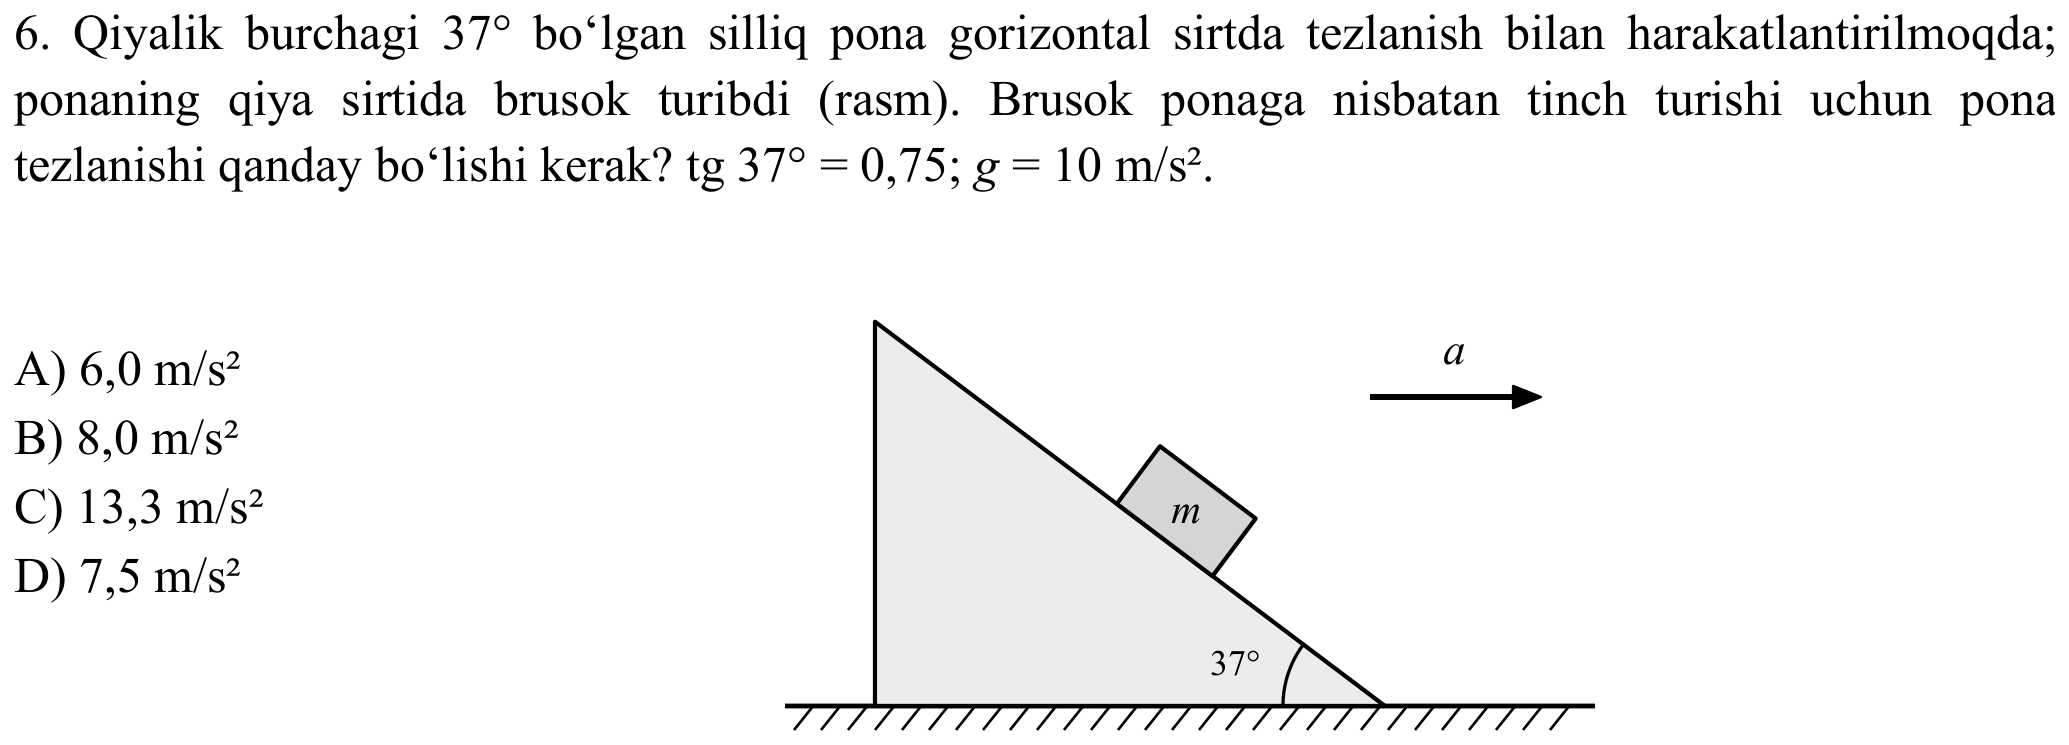 6. Qiyalik burchagi 37° bo‘lgan silliq pona gorizontal sirtda tezlanish bilan harakatlantirilmoqda;
ponaning qiya sirtida brusok turibdi (rasm). Brusok ponaga nisbatan tinch turishi uchun pona
tezlanishi qanday bo‘lishi kerak? tg 37° = 0,75; g = 10 m/s².
A) 6,0 m/s²
B) 8,0 m/s²
C) 13,3 m/s²
D) 7,5 m/s²
a
m
37°